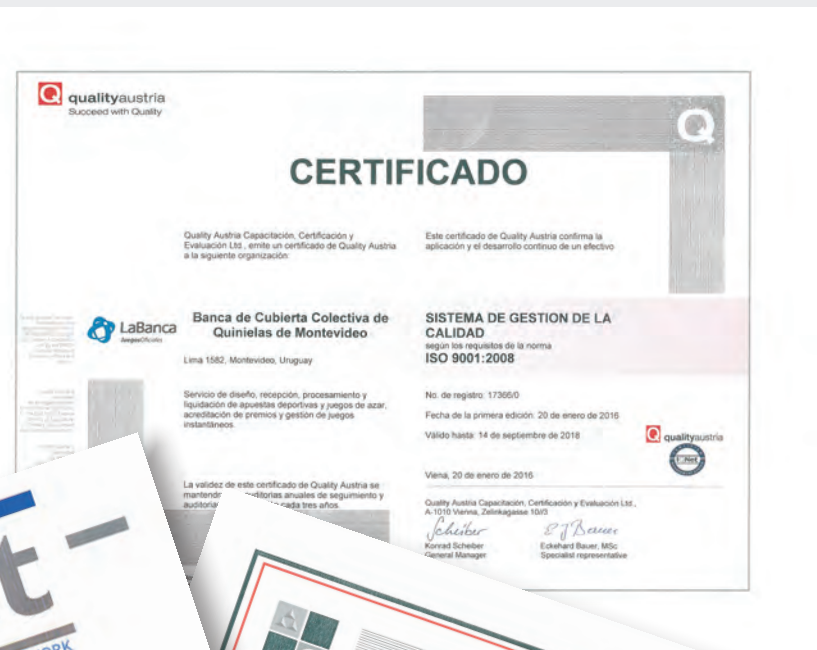 qualityaustria
Succeed with Quality
Q
CERTIFICADO
Quality Austria Capacitación, Certificación y
Evaluación Ltd., emite un certificado de Quality Austria
a la siguiente organización:
Este certificado de Quality Austria confirma la
aplicación y el desarrollo continuo de un efectivo
LaBanca
JuegosOficiales
Banca de Cubierta Colectiva de
Quinielas de Montevideo
Lima 1582, Montevideo, Uruguay
SISTEMA DE GESTION DE LA
CALIDAD
según los requisitos de la norma
ISO 9001:2008
Servicio de diseño, recepción, procesamiento y
liquidación de apuestas deportivas y juegos de azar,
acreditación de premios y gestión de juegos
instantáneos.
No. de registro: 17366/0
Fecha de la primera edición: 20 de enero de 2016
Válido hasta: 14 de septiembre de 2018
qualityaustria
Viena, 20 de enero de 2016
La validez de este certificado de Quality Austria se
auditorias anuales de seguimiento y
cada tres años.
Quality Austria Capacitación, Certificación y Evaluación Ltd.,
A-1010 Vienna, Zelinkagasse 10/3
Scheiber
E J Bauer
Konrad Scheiber
General Manager
Eckehard Bauer, MSc
Specialist representative
t